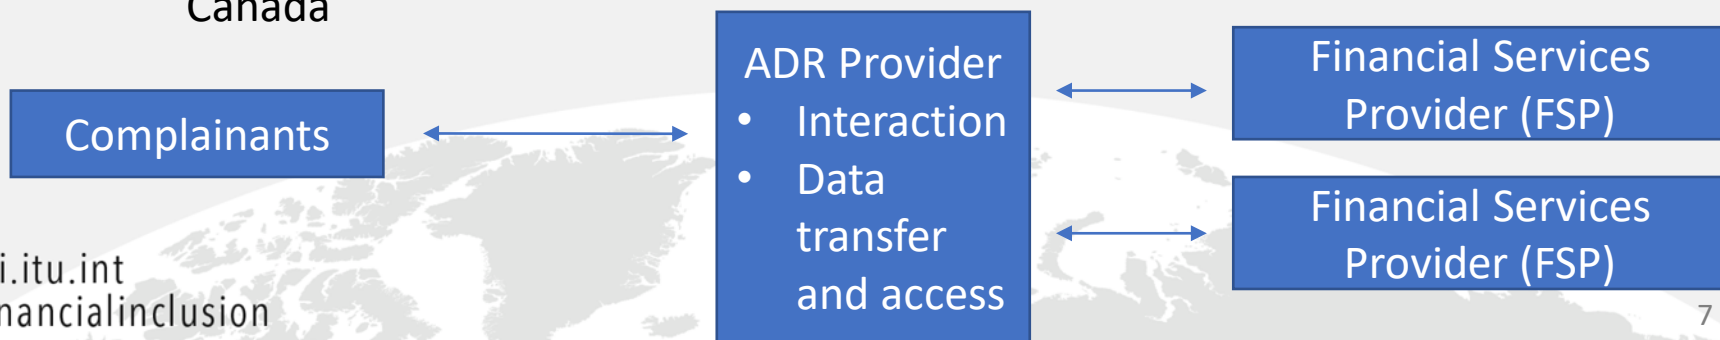 Canada
Complainants
ADR Provider
• Interaction
• Data
transfer
and access
Financial Services
Provider (FSP)
Financial Services
Provider (FSP)
i.itu.int
nancialinclusion
7